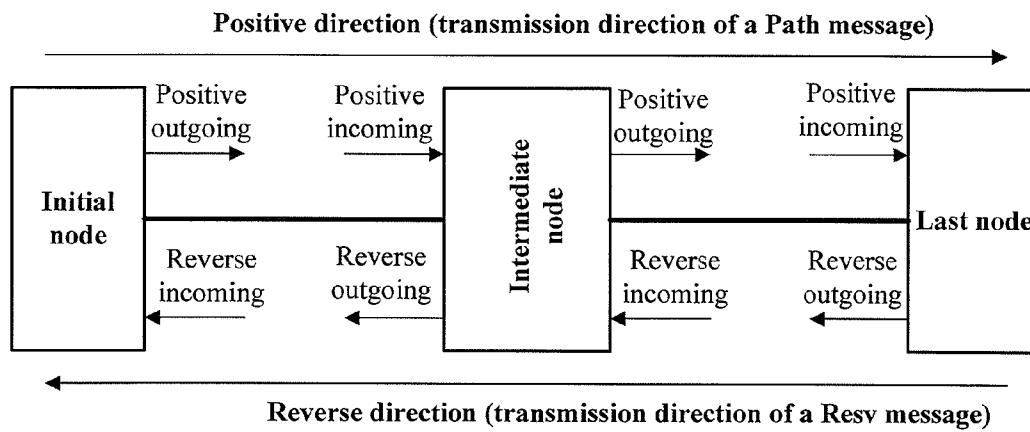 Positive direction (transmission direction of a Path message)
Positive
outgoing
Positive
incoming
Positive
outgoing
Positive
incoming
Initial
node
Intermediate
node
Last node
Reverse
incoming
Reverse
outgoing
Reverse
incoming
Reverse
outgoing
Reverse direction (transmission direction of a Resv message)